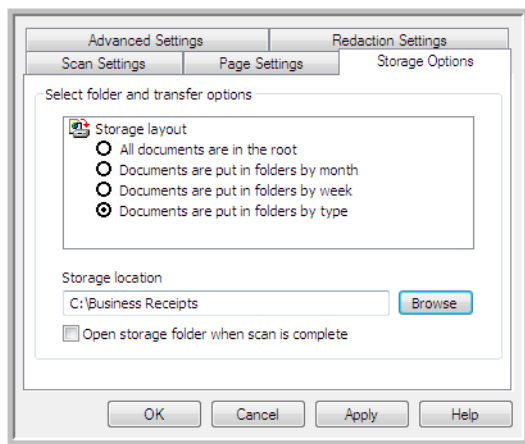 Advanced Settings Redaction Settings
Scan Settings Page Settings Storage Options
Select folder and transfer options
Storage layout
All documents are in the root
Documents are put in folders by month
Documents are put in folders by week
Documents are put in folders by type
Storage location
C:\Business Receipts Browse
Open storage folder when scan is complete
OK Cancel Apply Help